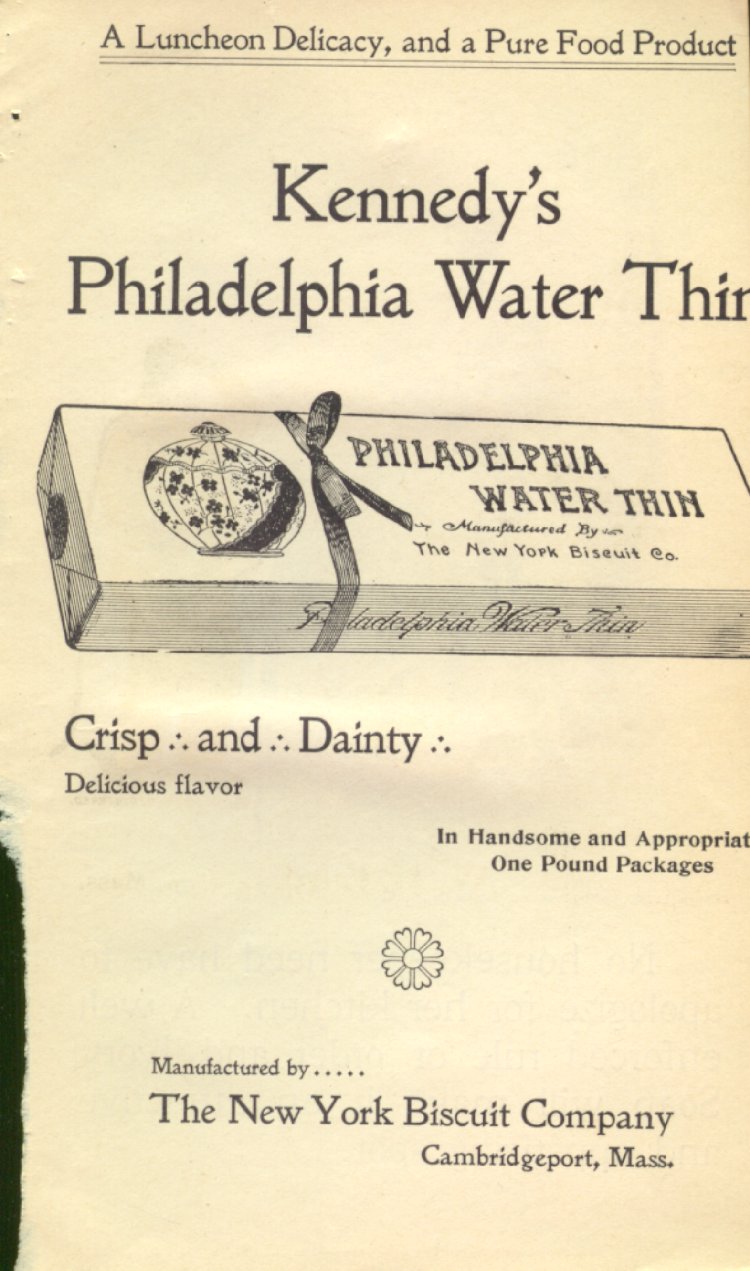 A Luncheon Delicacy, and a Pure Food Product
Kennedy's
Philadelphia Water Thin
PHILADELPHIA
WATER THIN
Manufactured By
The New York Biscuit Co.
Philadelphia Water Thin
Crisp ∴ and ∴ Dainty ∴
Delicious flavor
In Handsome and Appropriat
One Pound Packages
Manufactured by.....
The New York Biscuit Company
Cambridgeport, Mass.